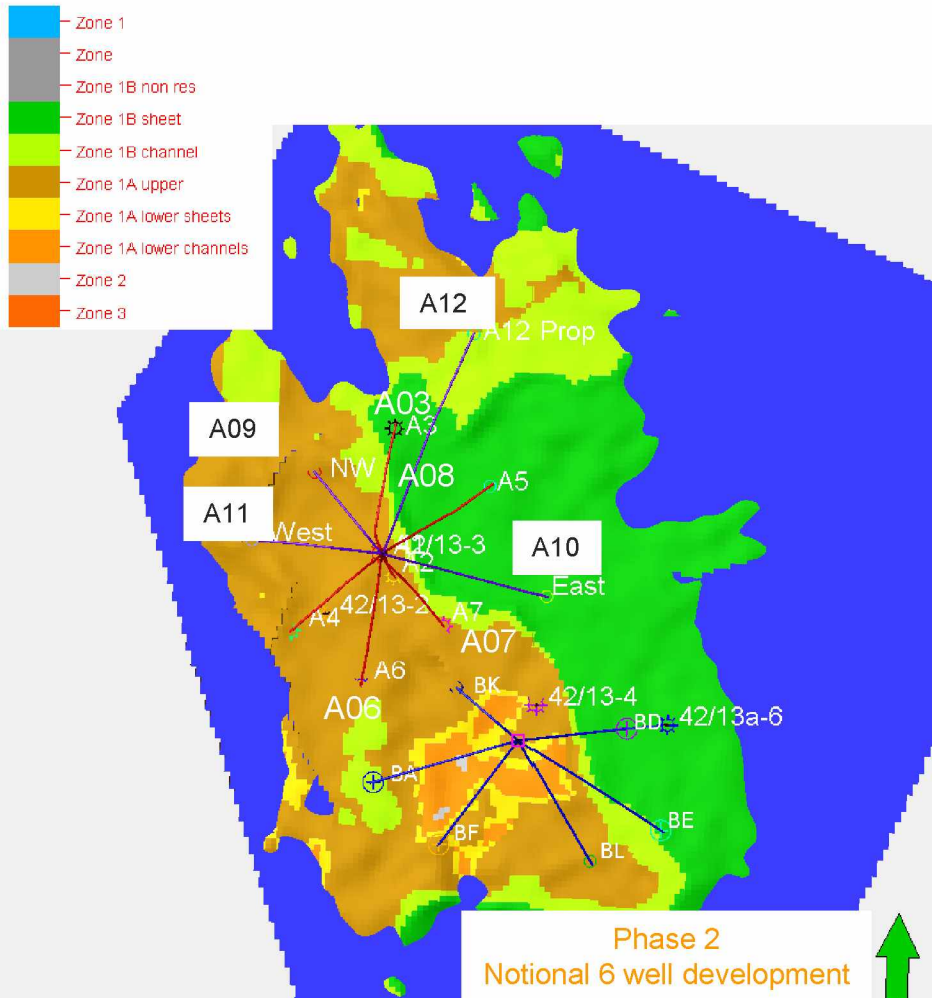 Zone 1
Zone
Zone 1B non res
Zone 1B sheet
Zone 1B channel
Zone 1A upper
Zone 1A lower sheets
Zone 1A lower channels
Zone 2
Zone 3
A12
A12 Prop
A03
A3
A09
NW
A08
A5
A11
West
A1/13-3
A10
A2
East
42/13-2
A4
A7
A07
A6
BK
A06
42/13-4
BD
42/13a-6
BA
BF
BE
BL
Phase 2
Notional 6 well development